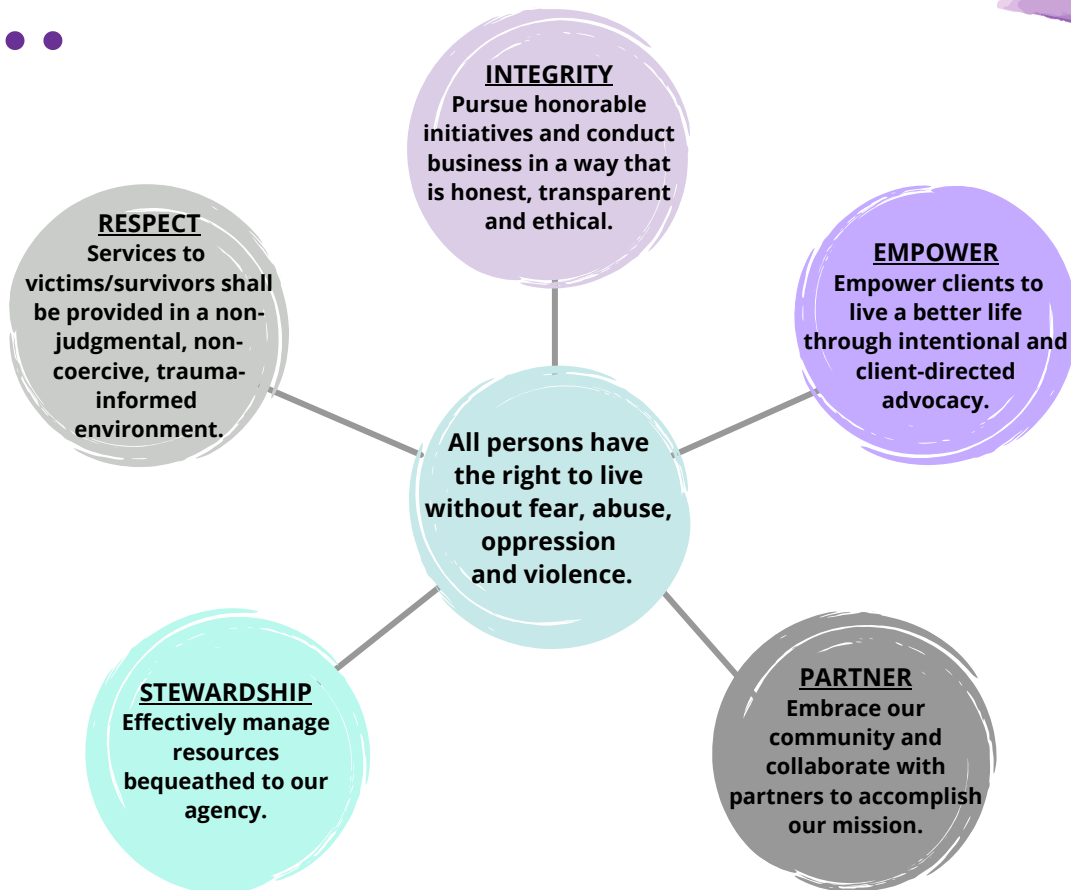 INTEGRITY
Pursue honorable
initiatives and conduct
business in a way that
is honest, transparent
and ethical.
RESPECT
Services to
victims/survivors shall
be provided in a non-
judgmental, non-
coercive, trauma-
informed
environment.
EMPOWER
Empower clients to
live a better life
through intentional and
client-directed
advocacy.
All persons have
the right to live
without fear, abuse,
oppression
and violence.
STEWARDSHIP
Effectively manage
resources
bequeathed to our
agency.
PARTNER
Embrace our
community and
collaborate with
partners to accomplish
our mission.